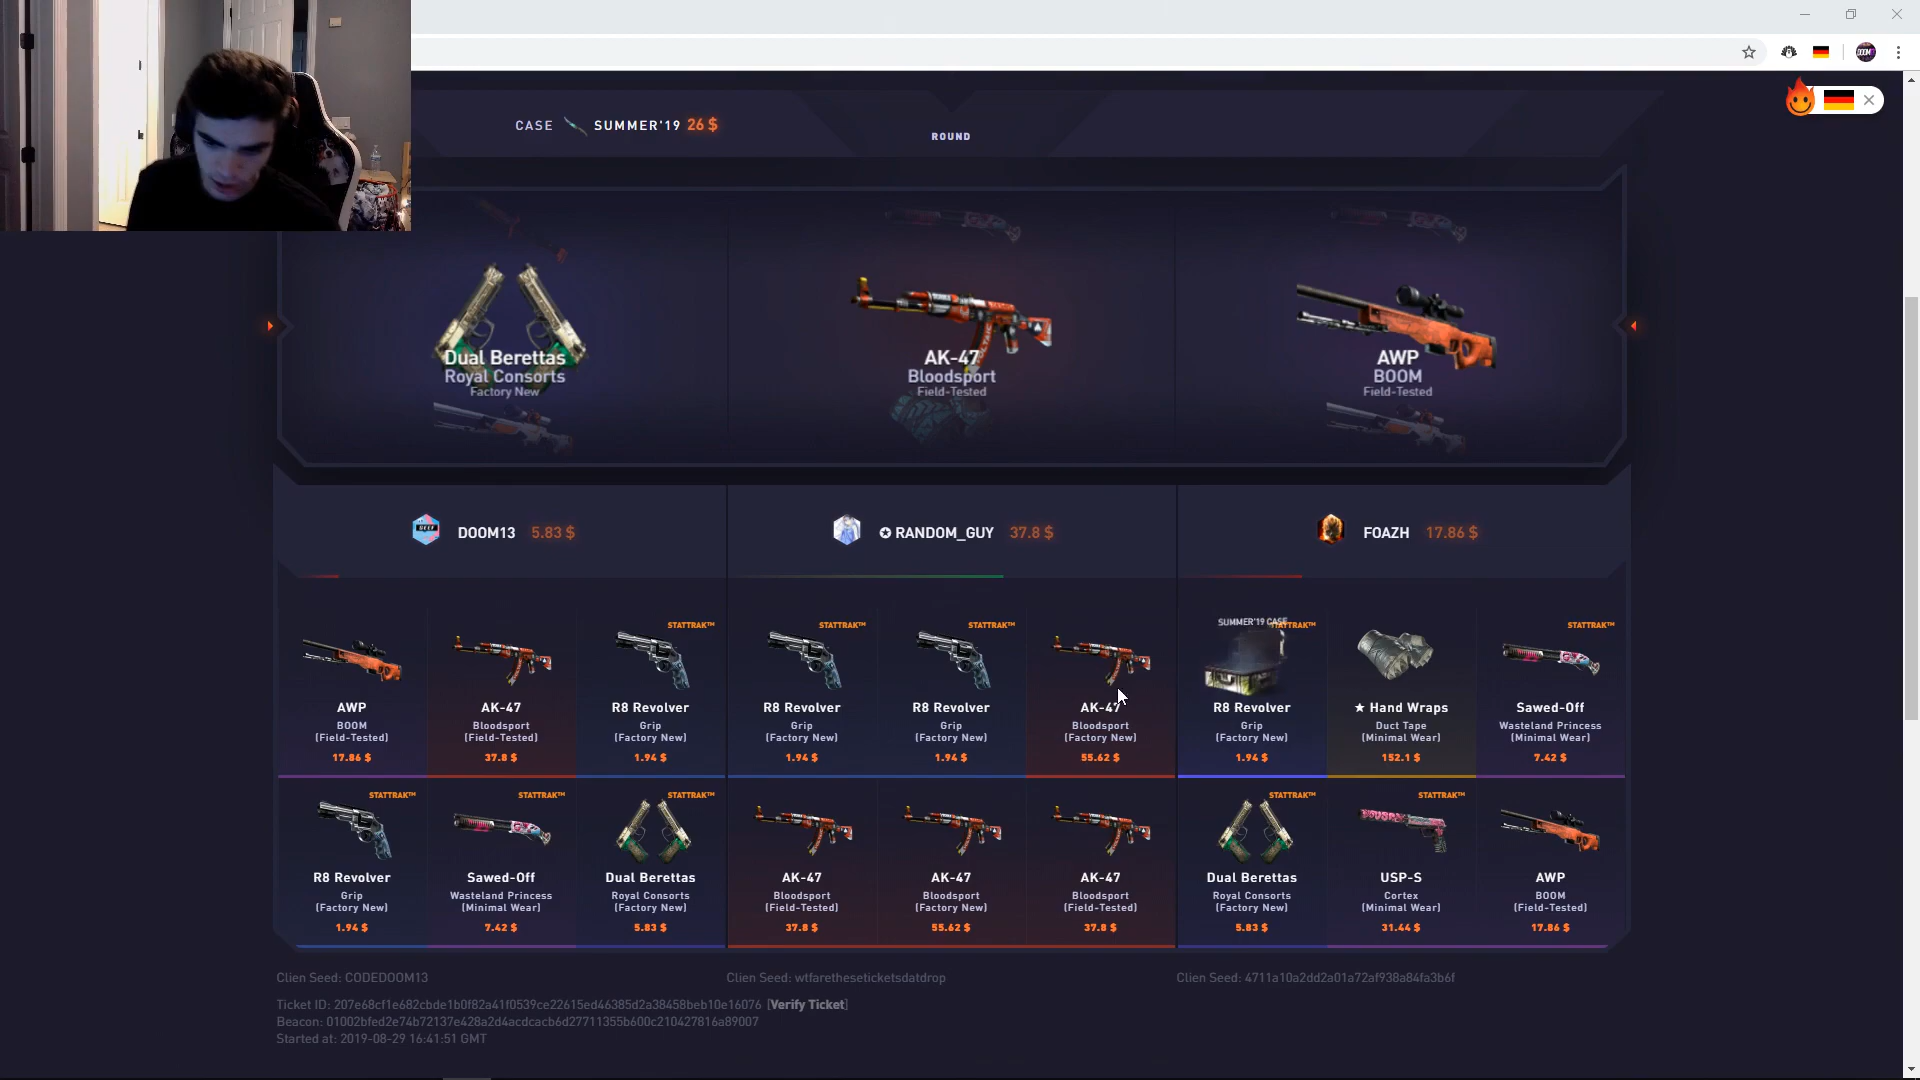 CASE SUMMER'19 26 $
ROUND
Dual Berettas
Royal Consorts
Factory New
AK-47
Bloodsport
Field-Tested
AWP
BOOM
Field-Tested
DOOM13 5.83 $
✪ RANDOM_GUY 37.8 $
FOAZH 17.86 $
AWP
BOOM
(Field-Tested)
17.86 $
AK-47
Bloodsport
(Field-Tested)
37.8 $
STATTRAK™
R8 Revolver
Grip
(Factory New)
1.94 $
STATTRAK™
R8 Revolver
Grip
(Factory New)
1.94 $
STATTRAK™
R8 Revolver
Grip
(Factory New)
1.94 $
AK-47
Bloodsport
(Factory New)
55.62 $
SUMMER'19 CASE
STATTRAK™
R8 Revolver
Grip
(Factory New)
1.94 $
★ Hand Wraps
Duct Tape
(Minimal Wear)
152.1 $
STATTRAK™
Sawed-Off
Wasteland Princess
(Minimal Wear)
7.42 $
STATTRAK™
R8 Revolver
Grip
(Factory New)
1.94 $
STATTRAK™
Sawed-Off
Wasteland Princess
(Minimal Wear)
7.42 $
STATTRAK™
Dual Berettas
Royal Consorts
(Factory New)
5.83 $
AK-47
Bloodsport
(Field-Tested)
37.8 $
AK-47
Bloodsport
(Factory New)
55.62 $
AK-47
Bloodsport
(Field-Tested)
37.8 $
STATTRAK™
Dual Berettas
Royal Consorts
(Factory New)
5.83 $
STATTRAK™
USP-S
Cortex
(Minimal Wear)
31.44 $
AWP
BOOM
(Field-Tested)
17.86 $
Clien Seed: CODEDOOM13
Clien Seed: wtfaretheseticketsdatdrop
Clien Seed: 4711a10a2dd2a01a72af938a84fa3b6f
Ticket ID: 207e68cf1e682cbde1b0f82a41f0539ce22615ed46385d2a38458beb10e16076 [Verify Ticket]
Beacon: 01002bfed2e74b72137e428a2d4acdcacb6d27711355b600c210427816a89007
Started at: 2019-08-29 16:41:51 GMT